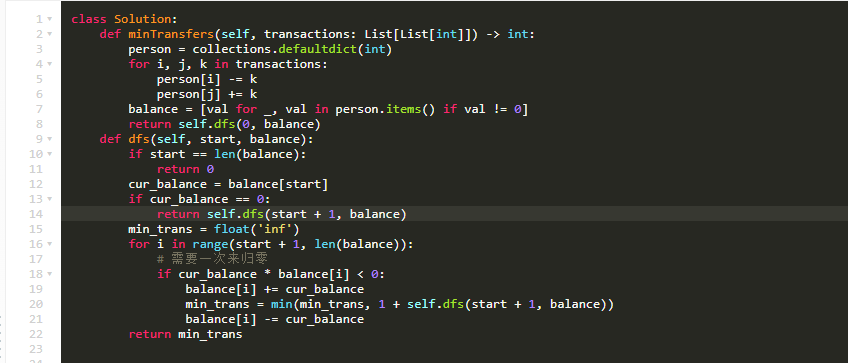 1 class Solution:
2 def minTransfers(self, transactions: List[List[int]]) -> int:
3 person = collections.defaultdict(int)
4 for i, j, k in transactions:
5 person[i] -= k
6 person[j] += k
7 balance = [val for _, val in person.items() if val != 0]
8 return self.dfs(0, balance)
9 def dfs(self, start, balance):
10 if start == len(balance):
11 return 0
12 cur_balance = balance[start]
13 if cur_balance == 0:
14 return self.dfs(start + 1, balance)
15 min_trans = float('inf')
16 for i in range(start + 1, len(balance)):
17 # 需要一次来归零
18 if cur_balance * balance[i] < 0:
19 balance[i] += cur_balance
20 min_trans = min(min_trans, 1 + self.dfs(start + 1, balance))
21 balance[i] -= cur_balance
22 return min_trans
23